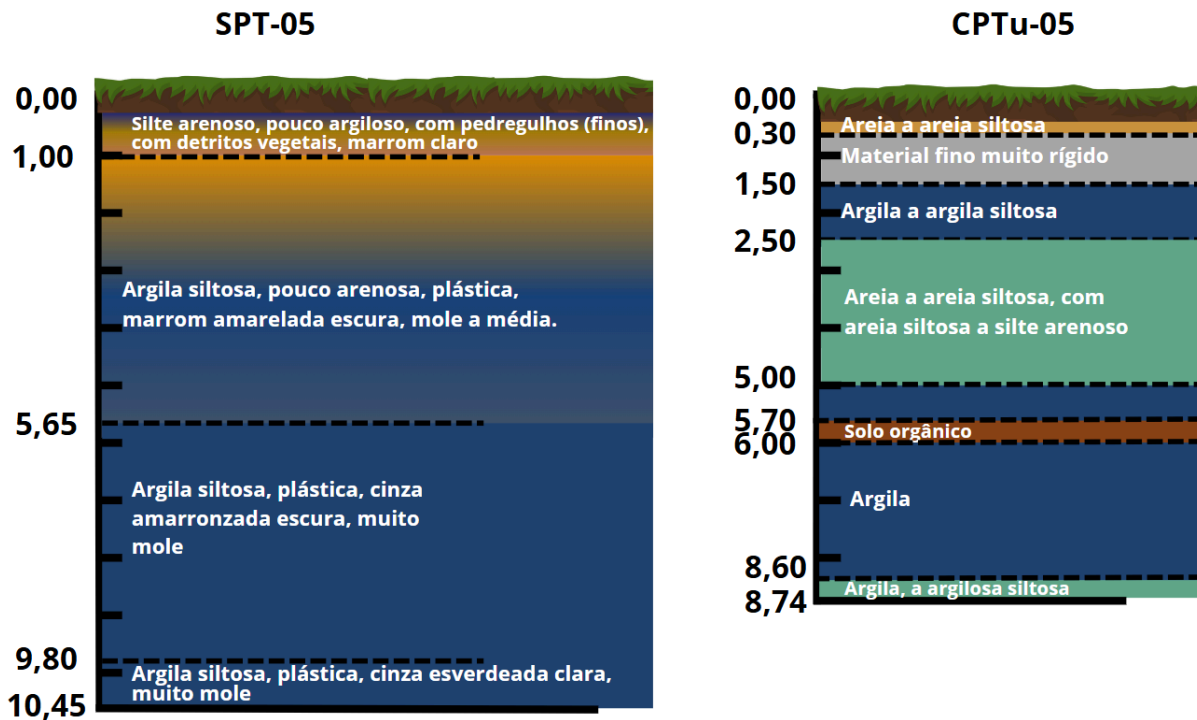 SPT-05
0,00
Silte arenoso, pouco argiloso, com pedregulhos (finos),
com detritos vegetais, marrom claro
1,00
Argila siltosa, pouco arenosa, plástica,
marrom amarelada escura, mole a média.
5,65
Argila siltosa, plástica, cinza
amarronzada escura, muito
mole
9,80
Argila siltosa, plástica, cinza esverdeada clara,
muito mole
10,45
CPTu-05
0,00
Areia a areia siltosa
0,30
Material fino muito rígido
1,50
Argila a argila siltosa
2,50
Areia a areia siltosa, com
areia siltosa a silte arenoso
5,00
5,70
Solo orgânico
6,00
Argila
8,60
Argila, a argilosa siltosa
8,74